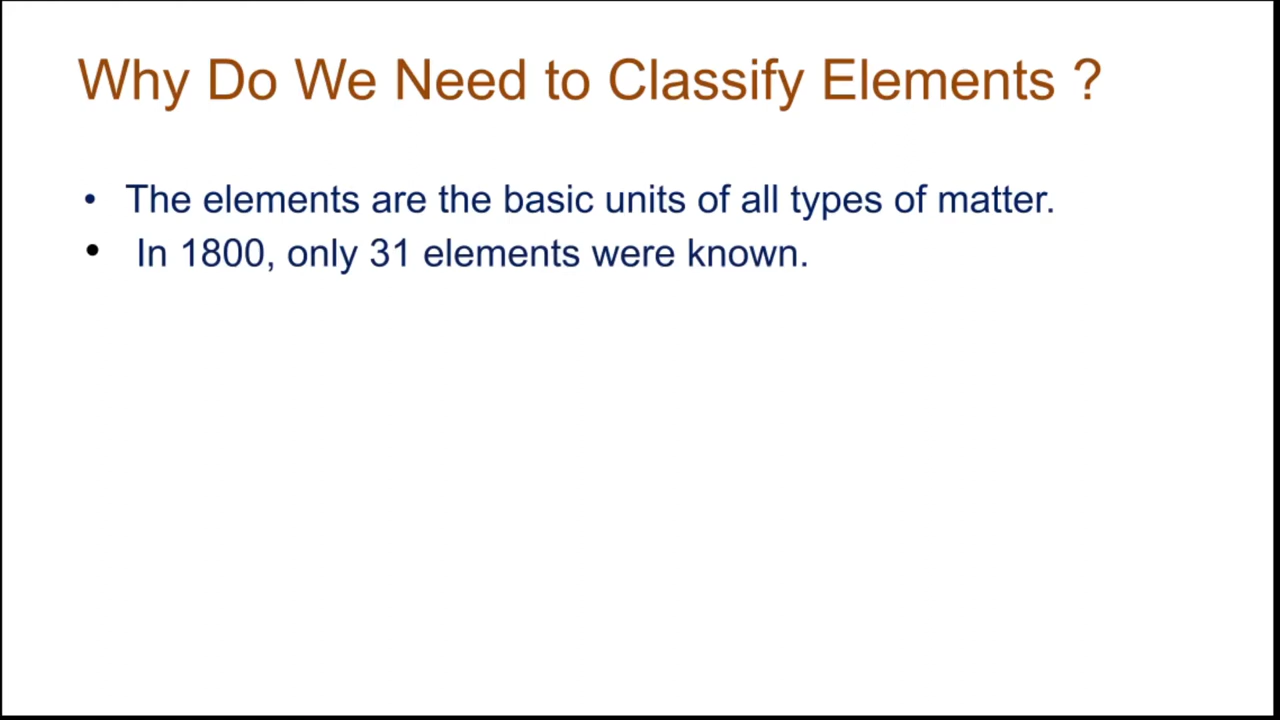 Why Do We Need to Classify Elements ?
• The elements are the basic units of all types of matter.
• In 1800, only 31 elements were known.